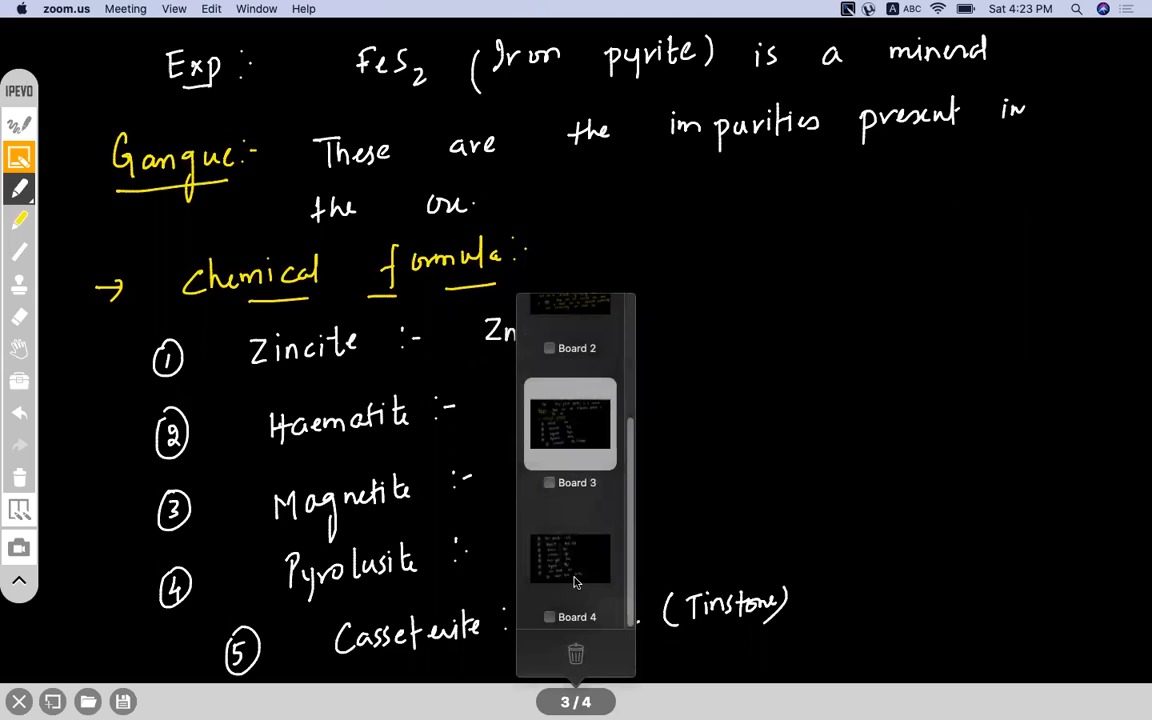 zoom.us Meeting View Edit Window Help
ABC Sat 4:23 PM
IPEVO
Exp :- FeS2 (Iron pyrite) is a mineral
Gangue:- These are the impurities present in
the ore.
→ Chemical formula:-
① Zincite :- Zn
② Haematite :-
③ Magnetite :-
④ Pyrolusite :-
⑤ Casseterite : (Tinstone)
Board 2
Board 3
Board 4
3 / 4